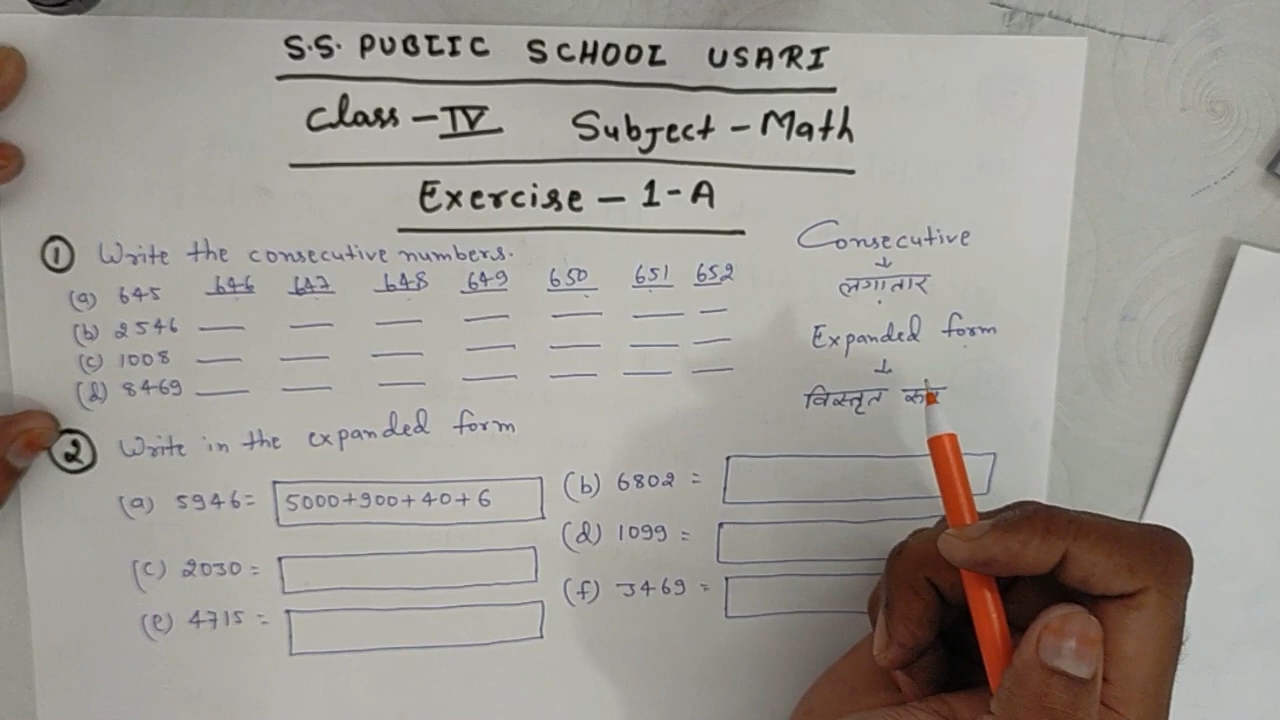 S.S. PUBLIC SCHOOL USARI
Class - IV Subject - Math
Exercise - 1-A
① Write the consecutive numbers.
(a) 645 646 647 648 649 650 651 652
(b) 2546
(c) 1008
(d) 8469
Consecutive
↓
लगातार
Expanded form
↓
विस्तृत
② Write in the expanded form
(a) 5946 = 5000+900+40+6 (b) 6802 =
(c) 2030 = (d) 1099 =
(e) 4715 = (f) 3469 =